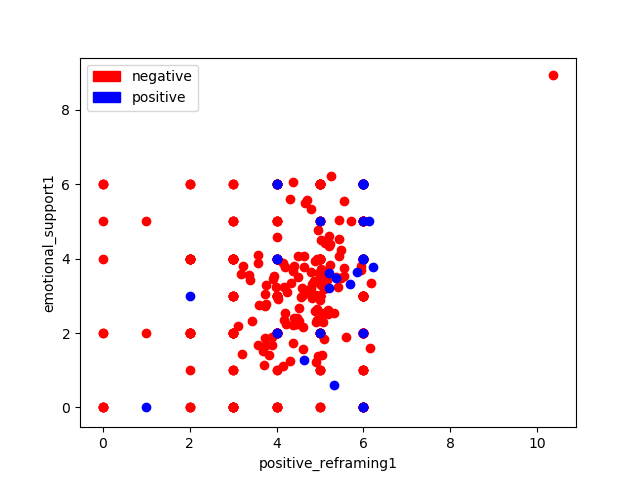 negative
positive
8
6
4
2
0
emotional_support1
0 2 4 6 8 10
positive_reframing1